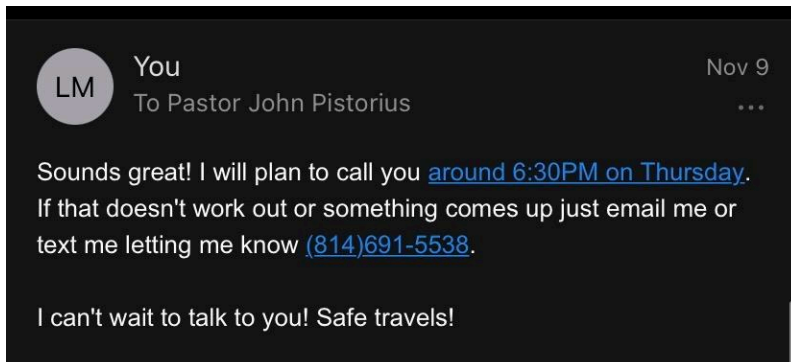 LM
You
Nov 9
To Pastor John Pistorius
...
Sounds great! I will plan to call you around 6:30PM on Thursday.
If that doesn't work out or something comes up just email me or
text me letting me know (814)691-5538.
I can't wait to talk to you! Safe travels!